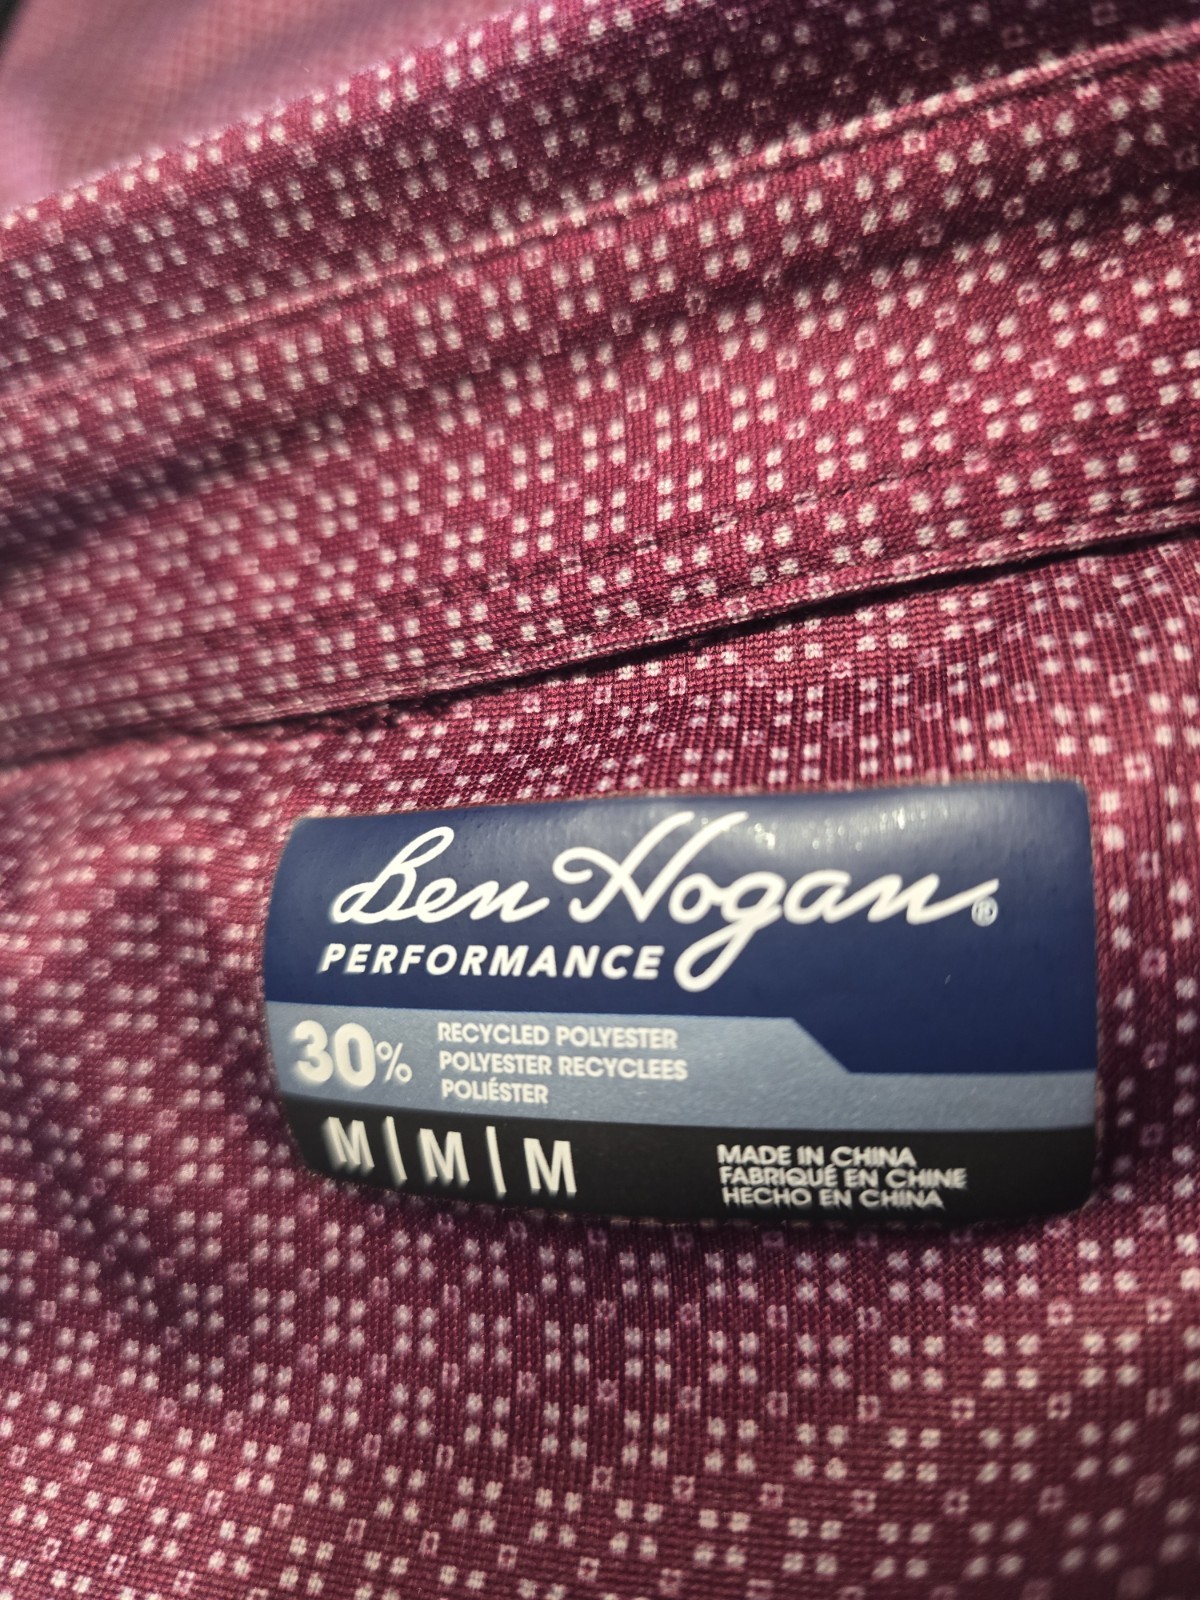 Ben Hogan®
PERFORMANCE
30% RECYCLED POLYESTER
POLYESTER RECYCLEES
POLIÉSTER
M | M | M
MADE IN CHINA
FABRIQUÉ EN CHINE
HECHO EN CHINA